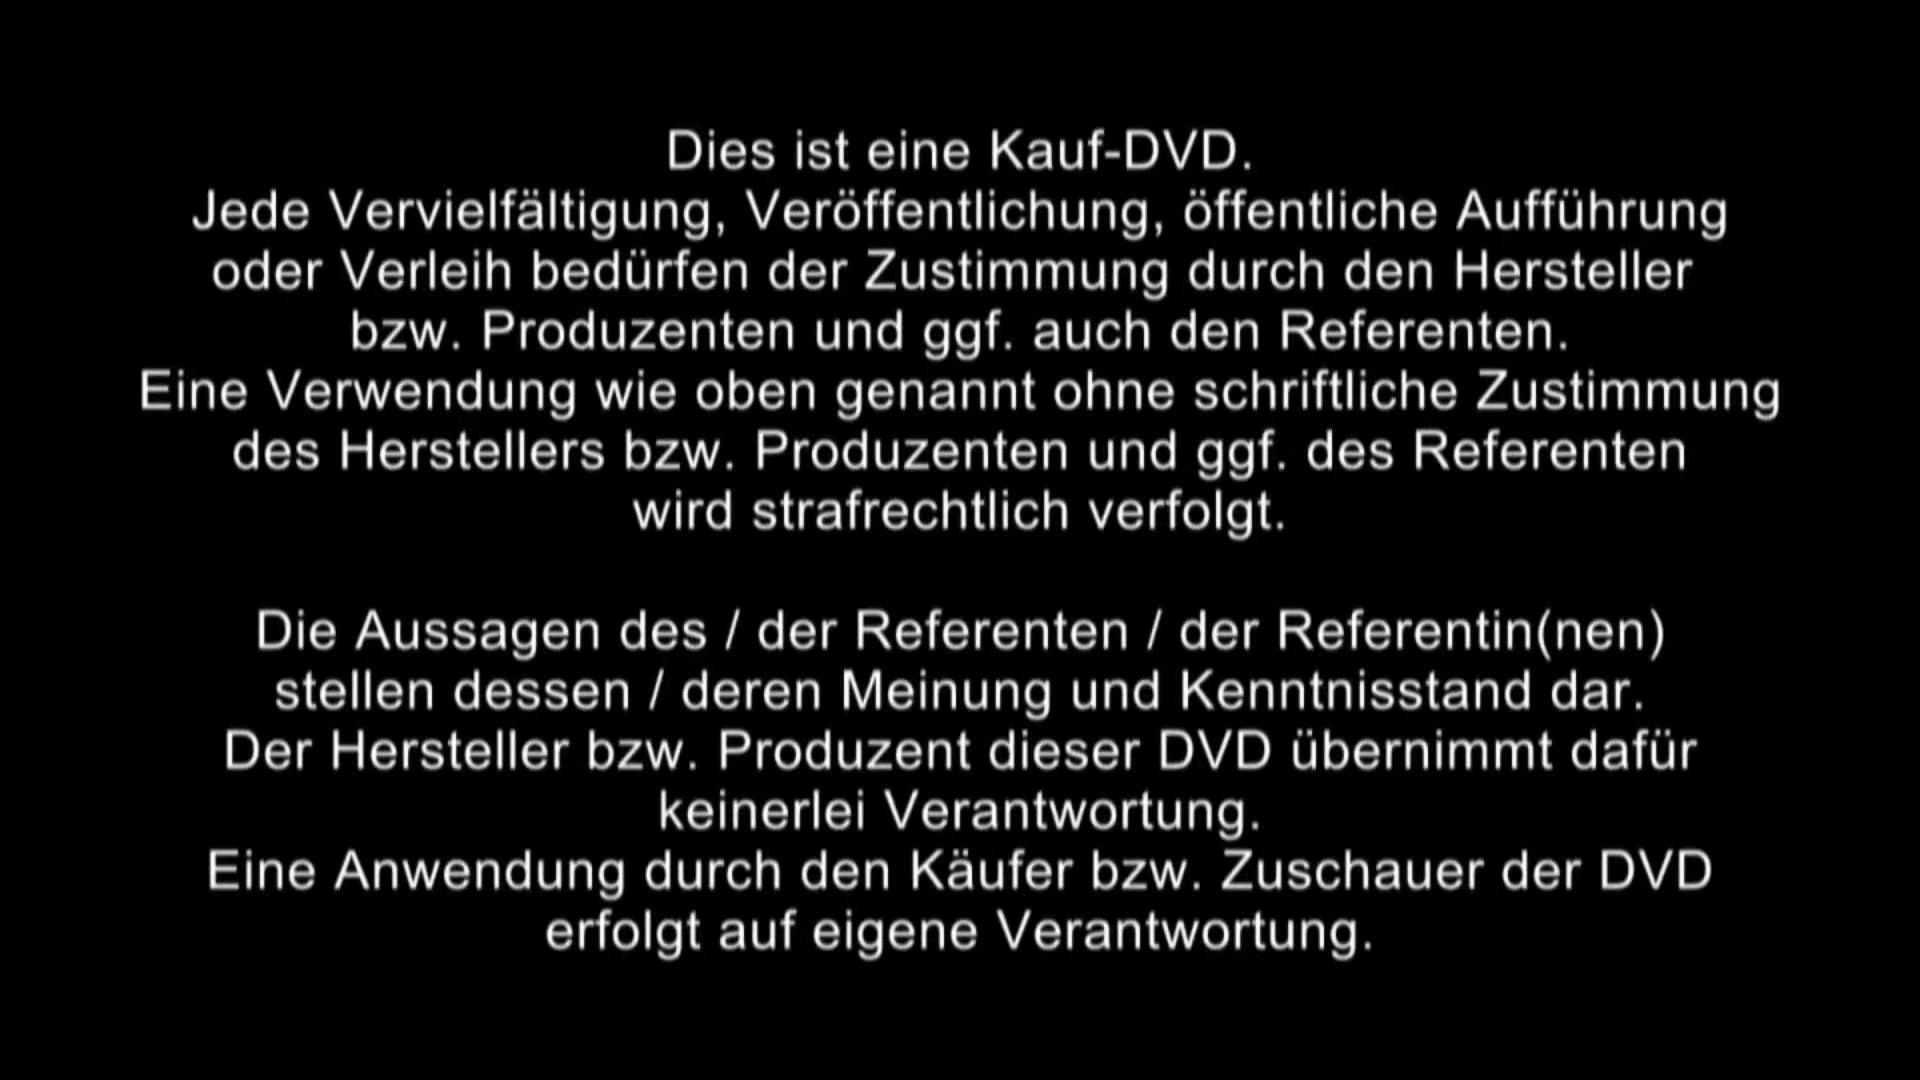 Dies ist eine Kauf-DVD.
Jede Vervielfältigung, Veröffentlichung, öffentliche Aufführung
oder Verleih bedürfen der Zustimmung durch den Hersteller
bzw. Produzenten und ggf. auch den Referenten.
Eine Verwendung wie oben genannt ohne schriftliche Zustimmung
des Herstellers bzw. Produzenten und ggf. des Referenten
wird strafrechtlich verfolgt.
Die Aussagen des / der Referenten / der Referentin(nen)
stellen dessen / deren Meinung und Kenntnisstand dar.
Der Hersteller bzw. Produzent dieser DVD übernimmt dafür
keinerlei Verantwortung.
Eine Anwendung durch den Käufer bzw. Zuschauer der DVD
erfolgt auf eigene Verantwortung.